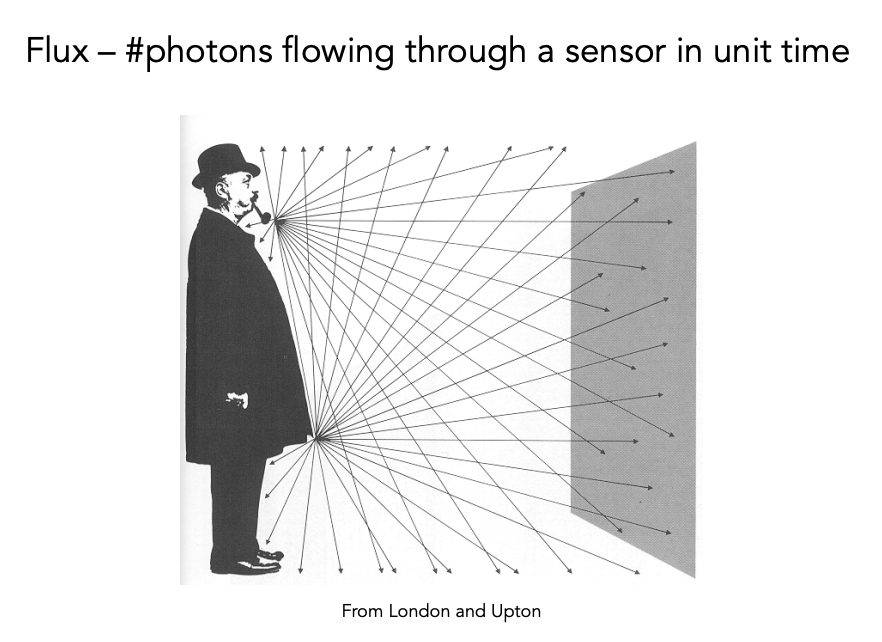 Flux – #photons flowing through a sensor in unit time
From London and Upton